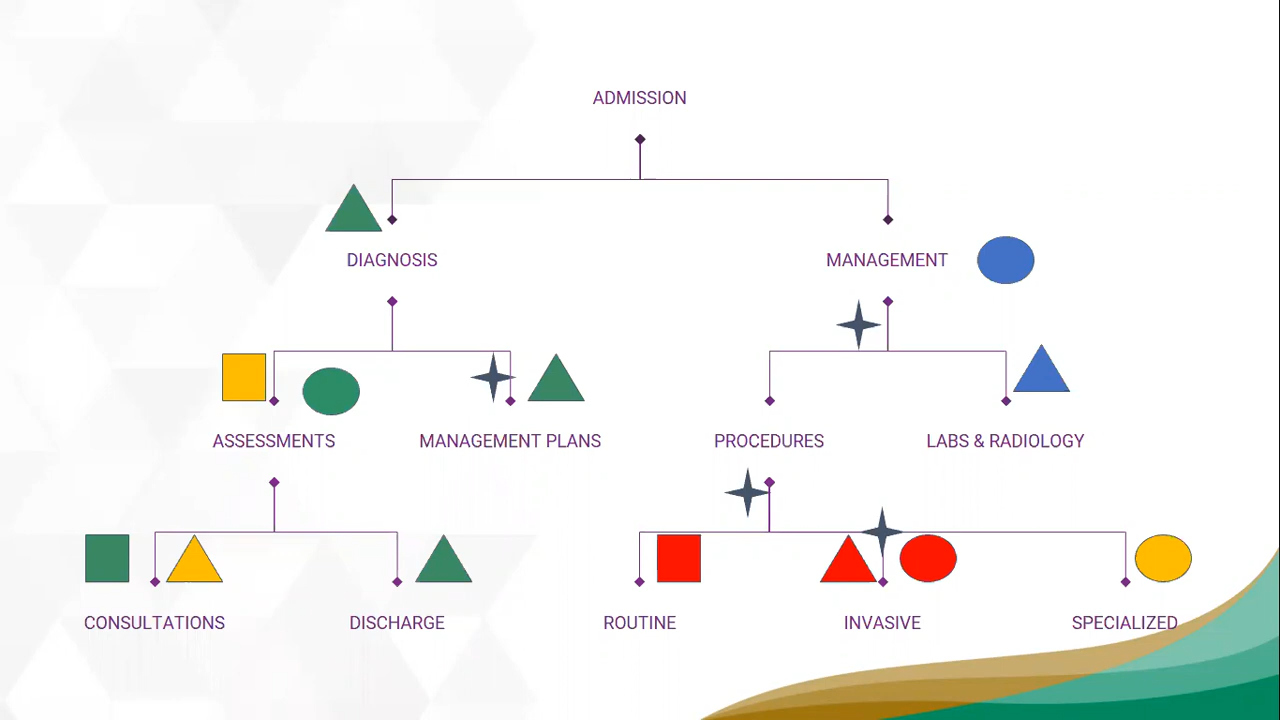 ADMISSION
DIAGNOSIS
MANAGEMENT
ASSESSMENTS
MANAGEMENT PLANS
PROCEDURES
LABS & RADIOLOGY
CONSULTATIONS
DISCHARGE
ROUTINE
INVASIVE
SPECIALIZED